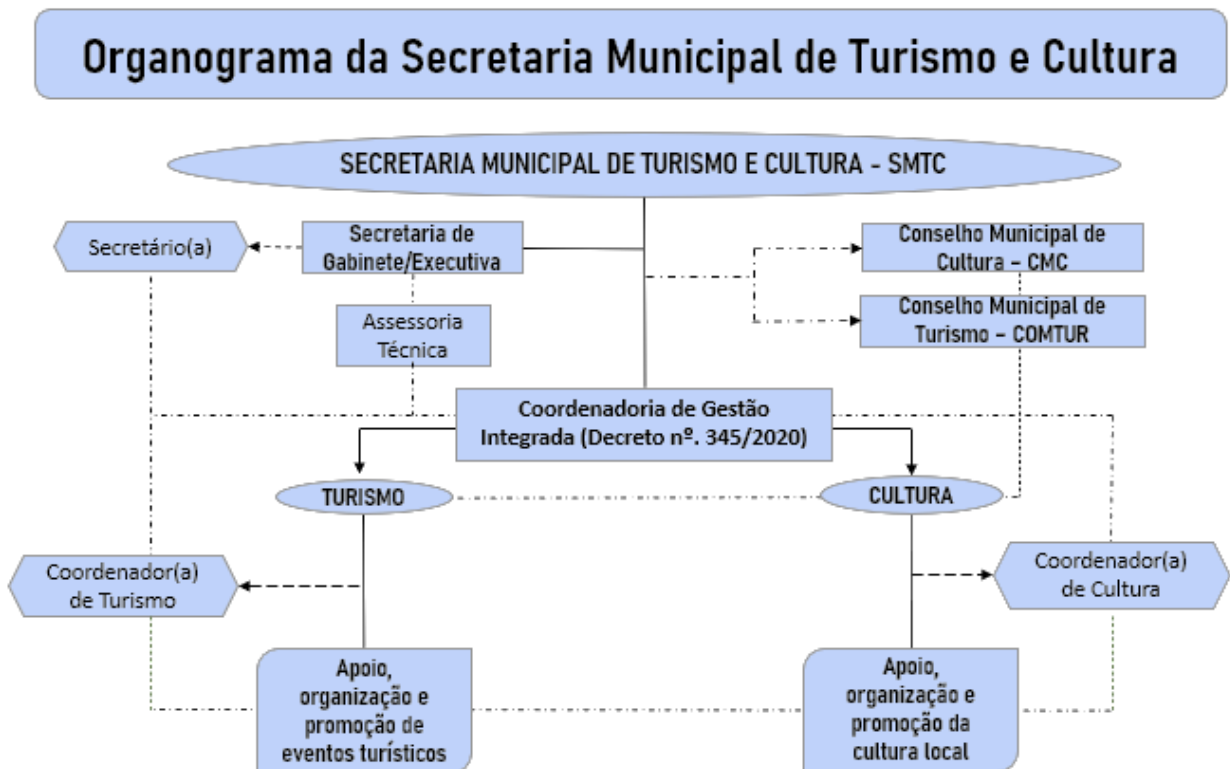 Organograma da Secretaria Municipal de Turismo e Cultura
SECRETARIA MUNICIPAL DE TURISMO E CULTURA - SMTC
Secretário(a)
Secretaria de
Gabinete/Executiva
Conselho Municipal de
Cultura – CMC
Assessoria
Técnica
Conselho Municipal de
Turismo – COMTUR
Coordenadoria de Gestão
Integrada (Decreto nº. 345/2020)
TURISMO
CULTURA
Coordenador(a)
de Turismo
Coordenador(a)
de Cultura
Apoio,
organização e
promoção de
eventos turísticos
Apoio,
organização e
promoção da
cultura local